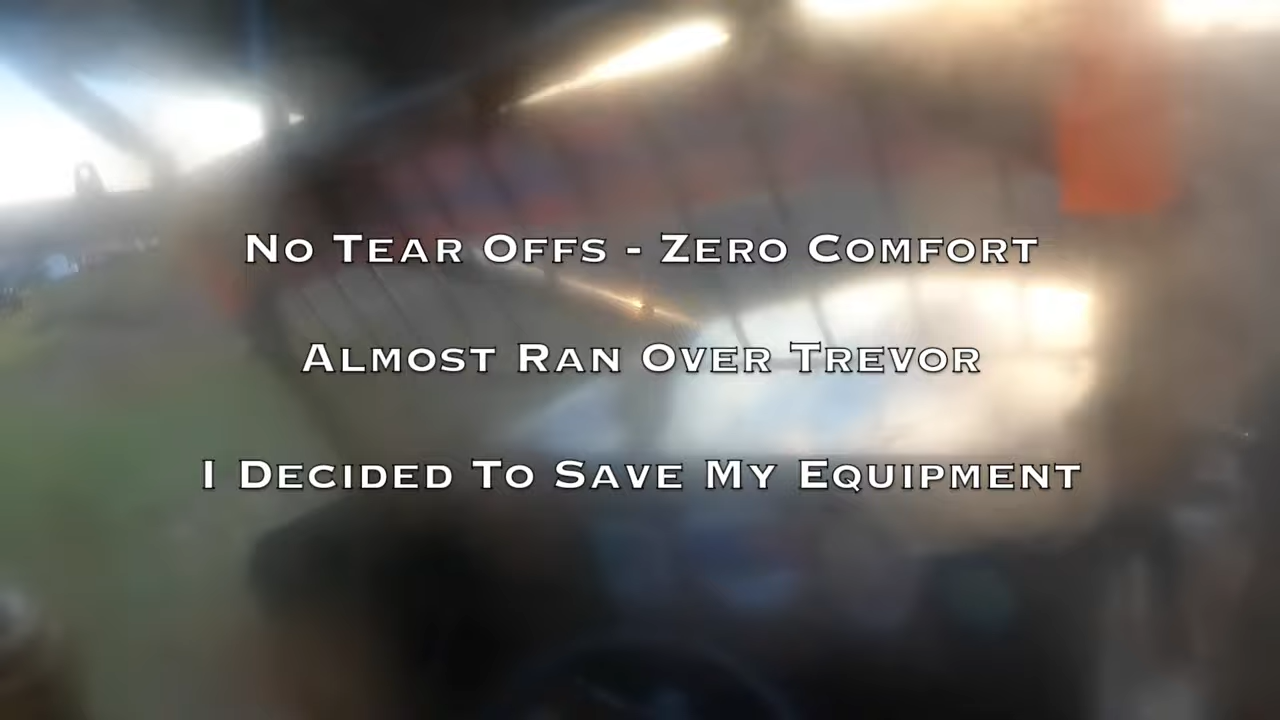 No Tear Offs - Zero Comfort
Almost Ran Over Trevor
I Decided To Save My Equipment